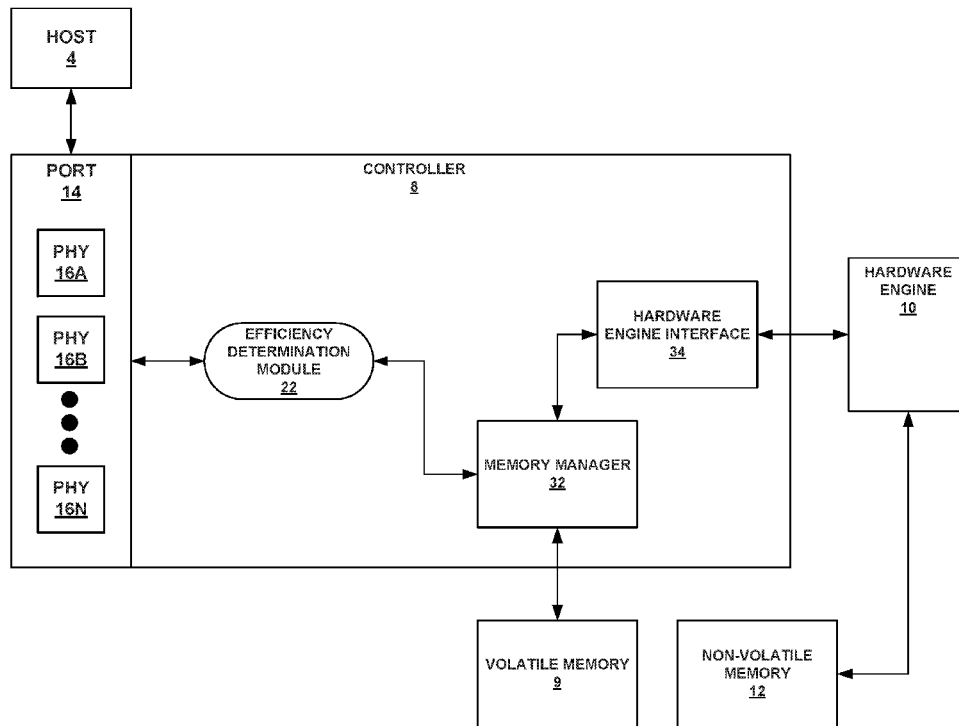 HOST
4
PORT
14
CONTROLLER
8
PHY
16A
PHY
16B
PHY
16N
EFFICIENCY
DETERMINATION
MODULE
22
HARDWARE
ENGINE INTERFACE
34
HARDWARE
ENGINE
10
MEMORY MANAGER
32
VOLATILE MEMORY
9
NON-VOLATILE
MEMORY
12